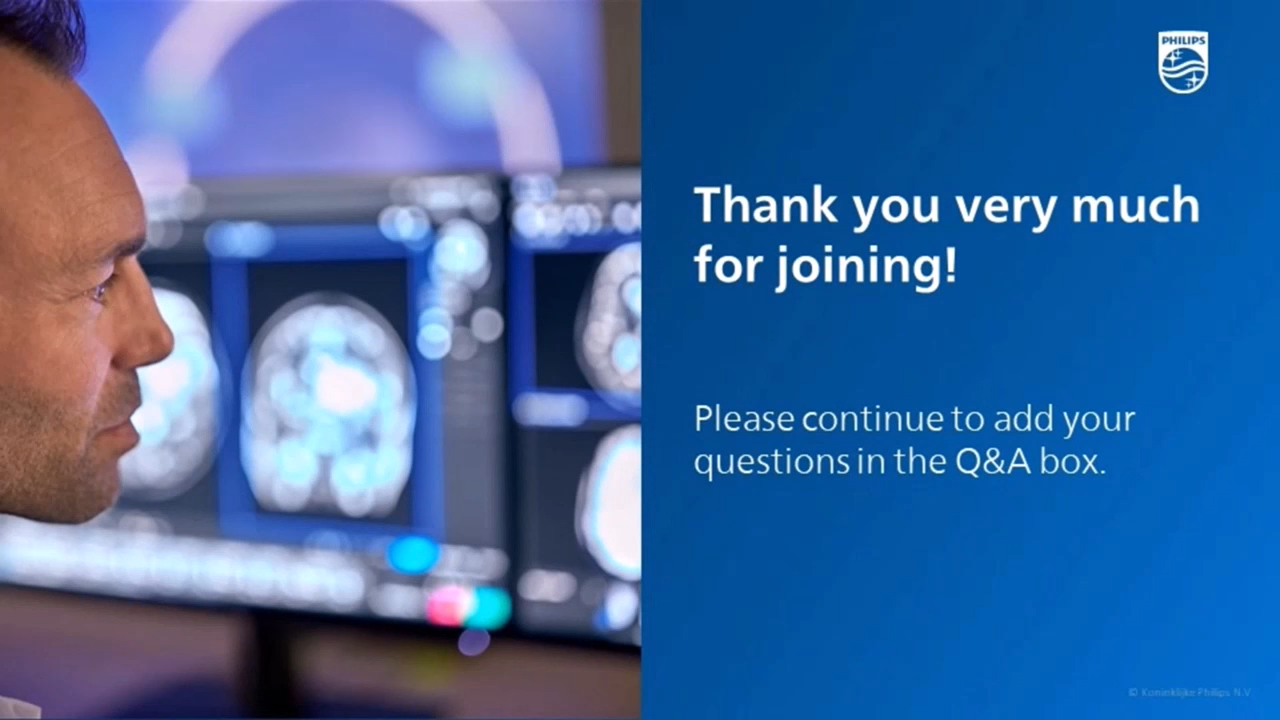 PHILIPS
Thank you very much
for joining!
Please continue to add your
questions in the Q&A box.
© Koninklijke Philips N.V.